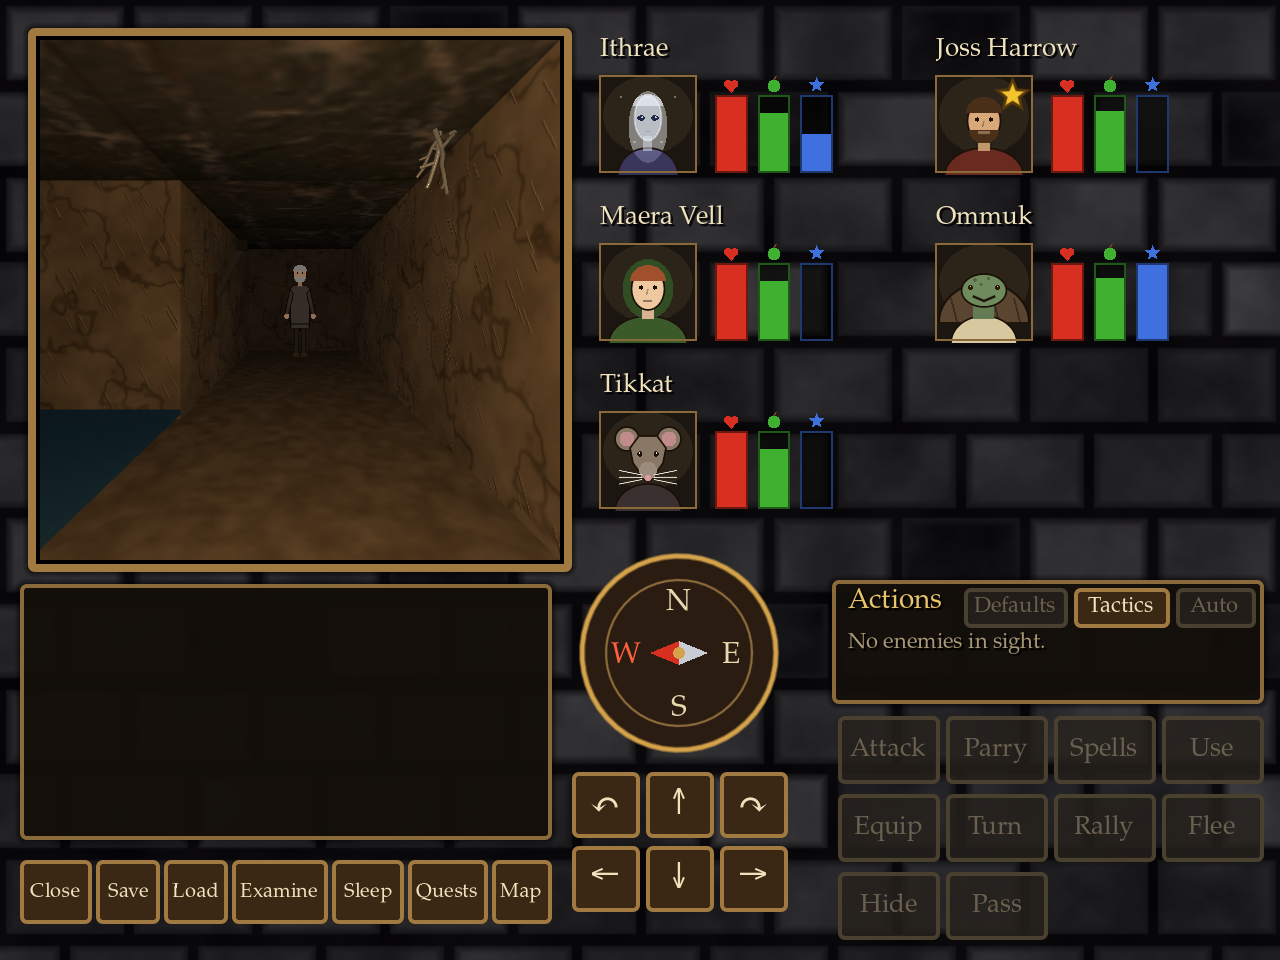 Ithrae
Joss Harrow
Maera Vell
Ommuk
Tikkat
N
W E
S
Actions Defaults Tactics Auto
No enemies in sight.
Attack Parry Spells Use
Equip Turn Rally Flee
Hide Pass
Close Save Load Examine Sleep Quests Map